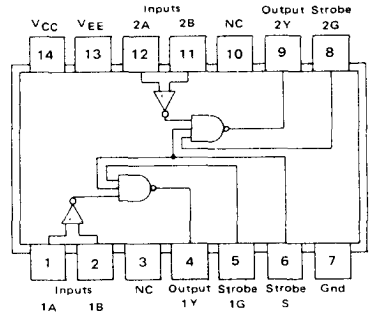 Inputs Output Strobe
VCC VEE 2A 2B NC 2Y 2G
14 13 12 11 10 9 8
1 2 3 4 5 6 7
Inputs NC Output Strobe Strobe Gnd
1A 1B 1Y 1G S